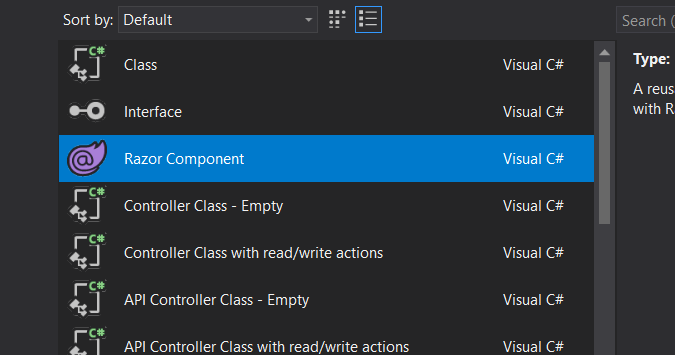 Sort by: Default
Search (
Class Visual C#
Interface Visual C#
@ Razor Component Visual C#
Controller Class - Empty Visual C#
Controller Class with read/write actions Visual C#
API Controller Class - Empty Visual C#
API Controller Class with read/write actions Visual C#
Type:
A reus
with R
C#
C#
C#
C#
C#